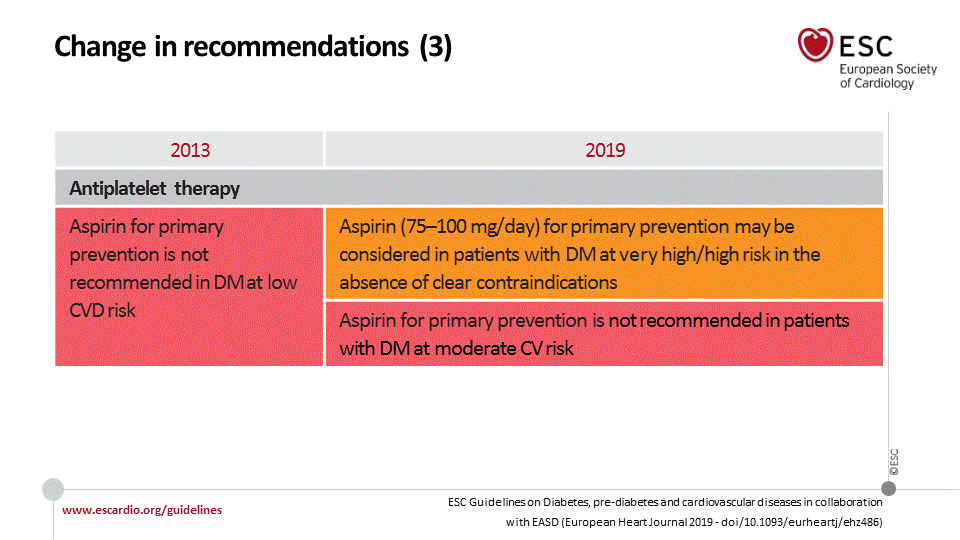 Change in recommendations (3)
ESC
European Society
of Cardiology
2013
2019
Antiplatelet therapy
Aspirin for primary
prevention is not
recommended in DM at low
CVD risk
Aspirin (75–100 mg/day) for primary prevention may be
considered in patients with DM at very high/high risk in the
absence of clear contraindications
Aspirin for primary prevention is not recommended in patients
with DM at moderate CV risk
©ESC
www.escardio.org/guidelines
ESC Guidelines on Diabetes, pre-diabetes and cardiovascular diseases in collaboration
with EASD (European Heart Journal 2019 - doi/10.1093/eurheartj/ehz486)